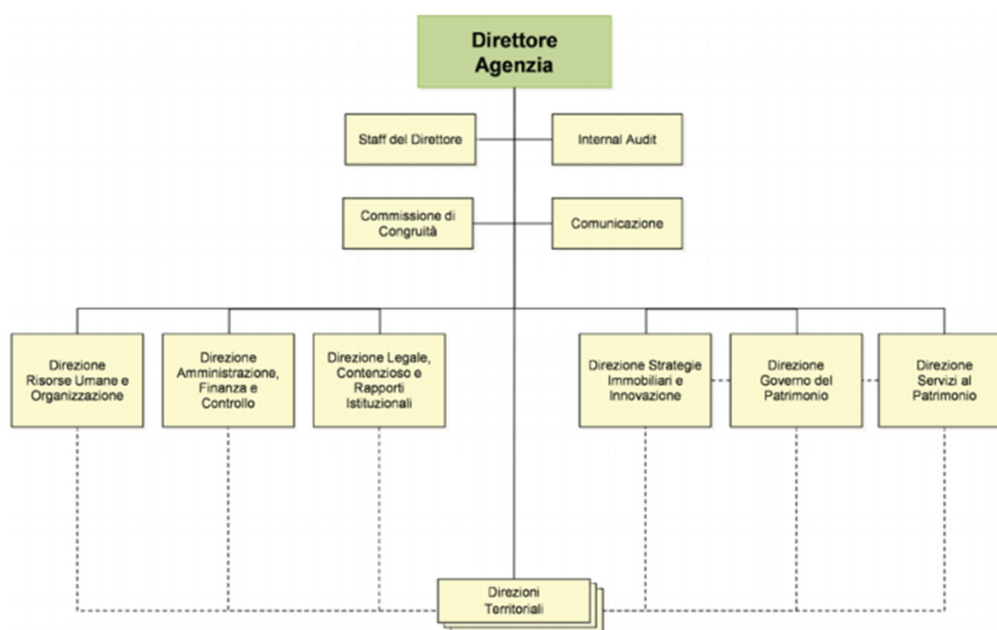 Direttore
Agenzia
Staff del Direttore
Internal Audit
Commissione di
Congruità
Comunicazione
Direzione
Risorse Umane e
Organizzazione
Direzione
Amministrazione,
Finanza e
Controllo
Direzione Legale,
Contenzioso e
Rapporti
Istituzionali
Direzione Strategie
Immobiliari e
Innovazione
Direzione
Governo del
Patrimonio
Direzione
Servizi al
Patrimonio
Direzioni
Territoriali